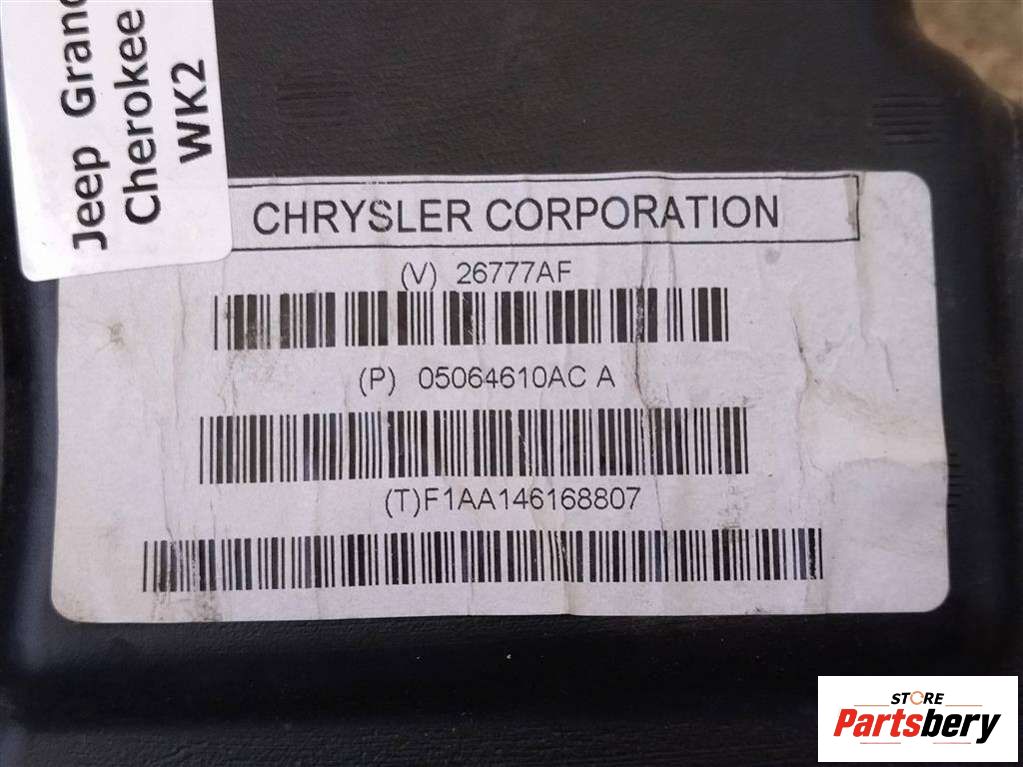 Jeep Grand
Cherokee
WK2
CHRYSLER CORPORATION
(V) 26777AF
(P) 05064610AC A
(T)F1AA146168807
STORE
Partsbery